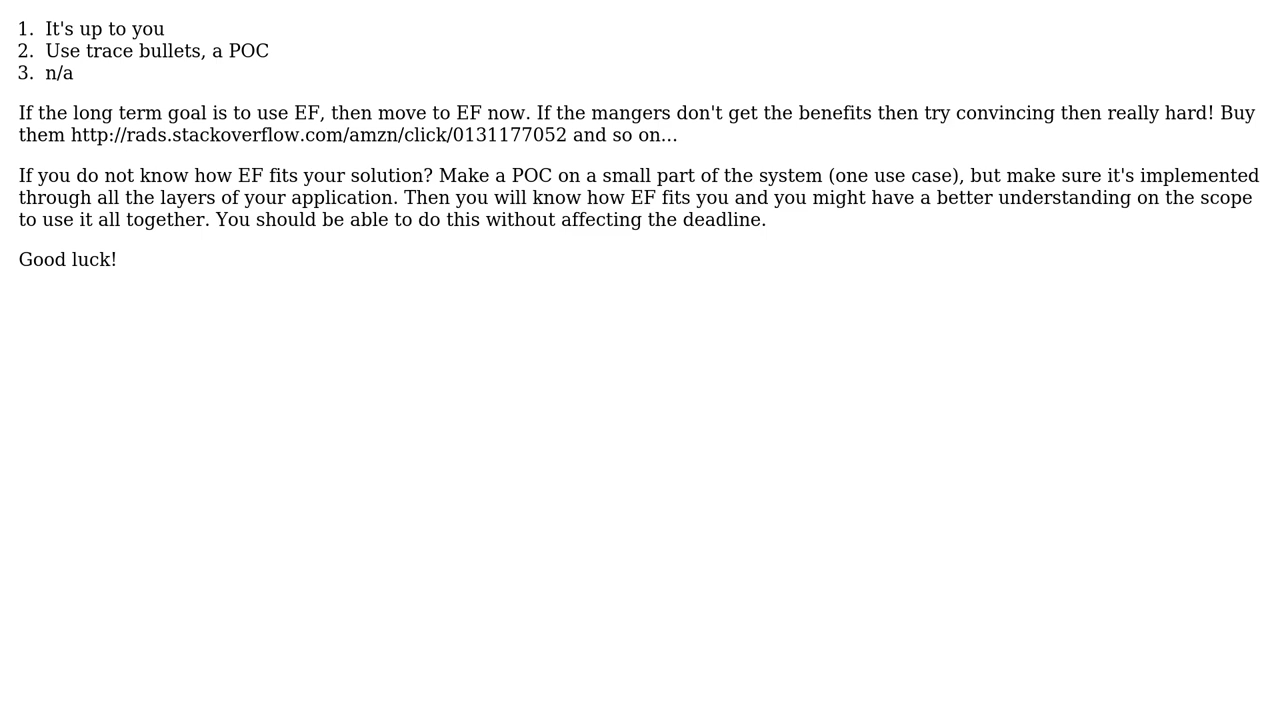 1. It's up to you
2. Use trace bullets, a POC
3. n/a
If the long term goal is to use EF, then move to EF now. If the mangers don't get the benefits then try convincing then really hard! Buy
them http://rads.stackoverflow.com/amzn/click/0131177052 and so on...
If you do not know how EF fits your solution? Make a POC on a small part of the system (one use case), but make sure it's implemented
through all the layers of your application. Then you will know how EF fits you and you might have a better understanding on the scope
to use it all together. You should be able to do this without affecting the deadline.
Good luck!